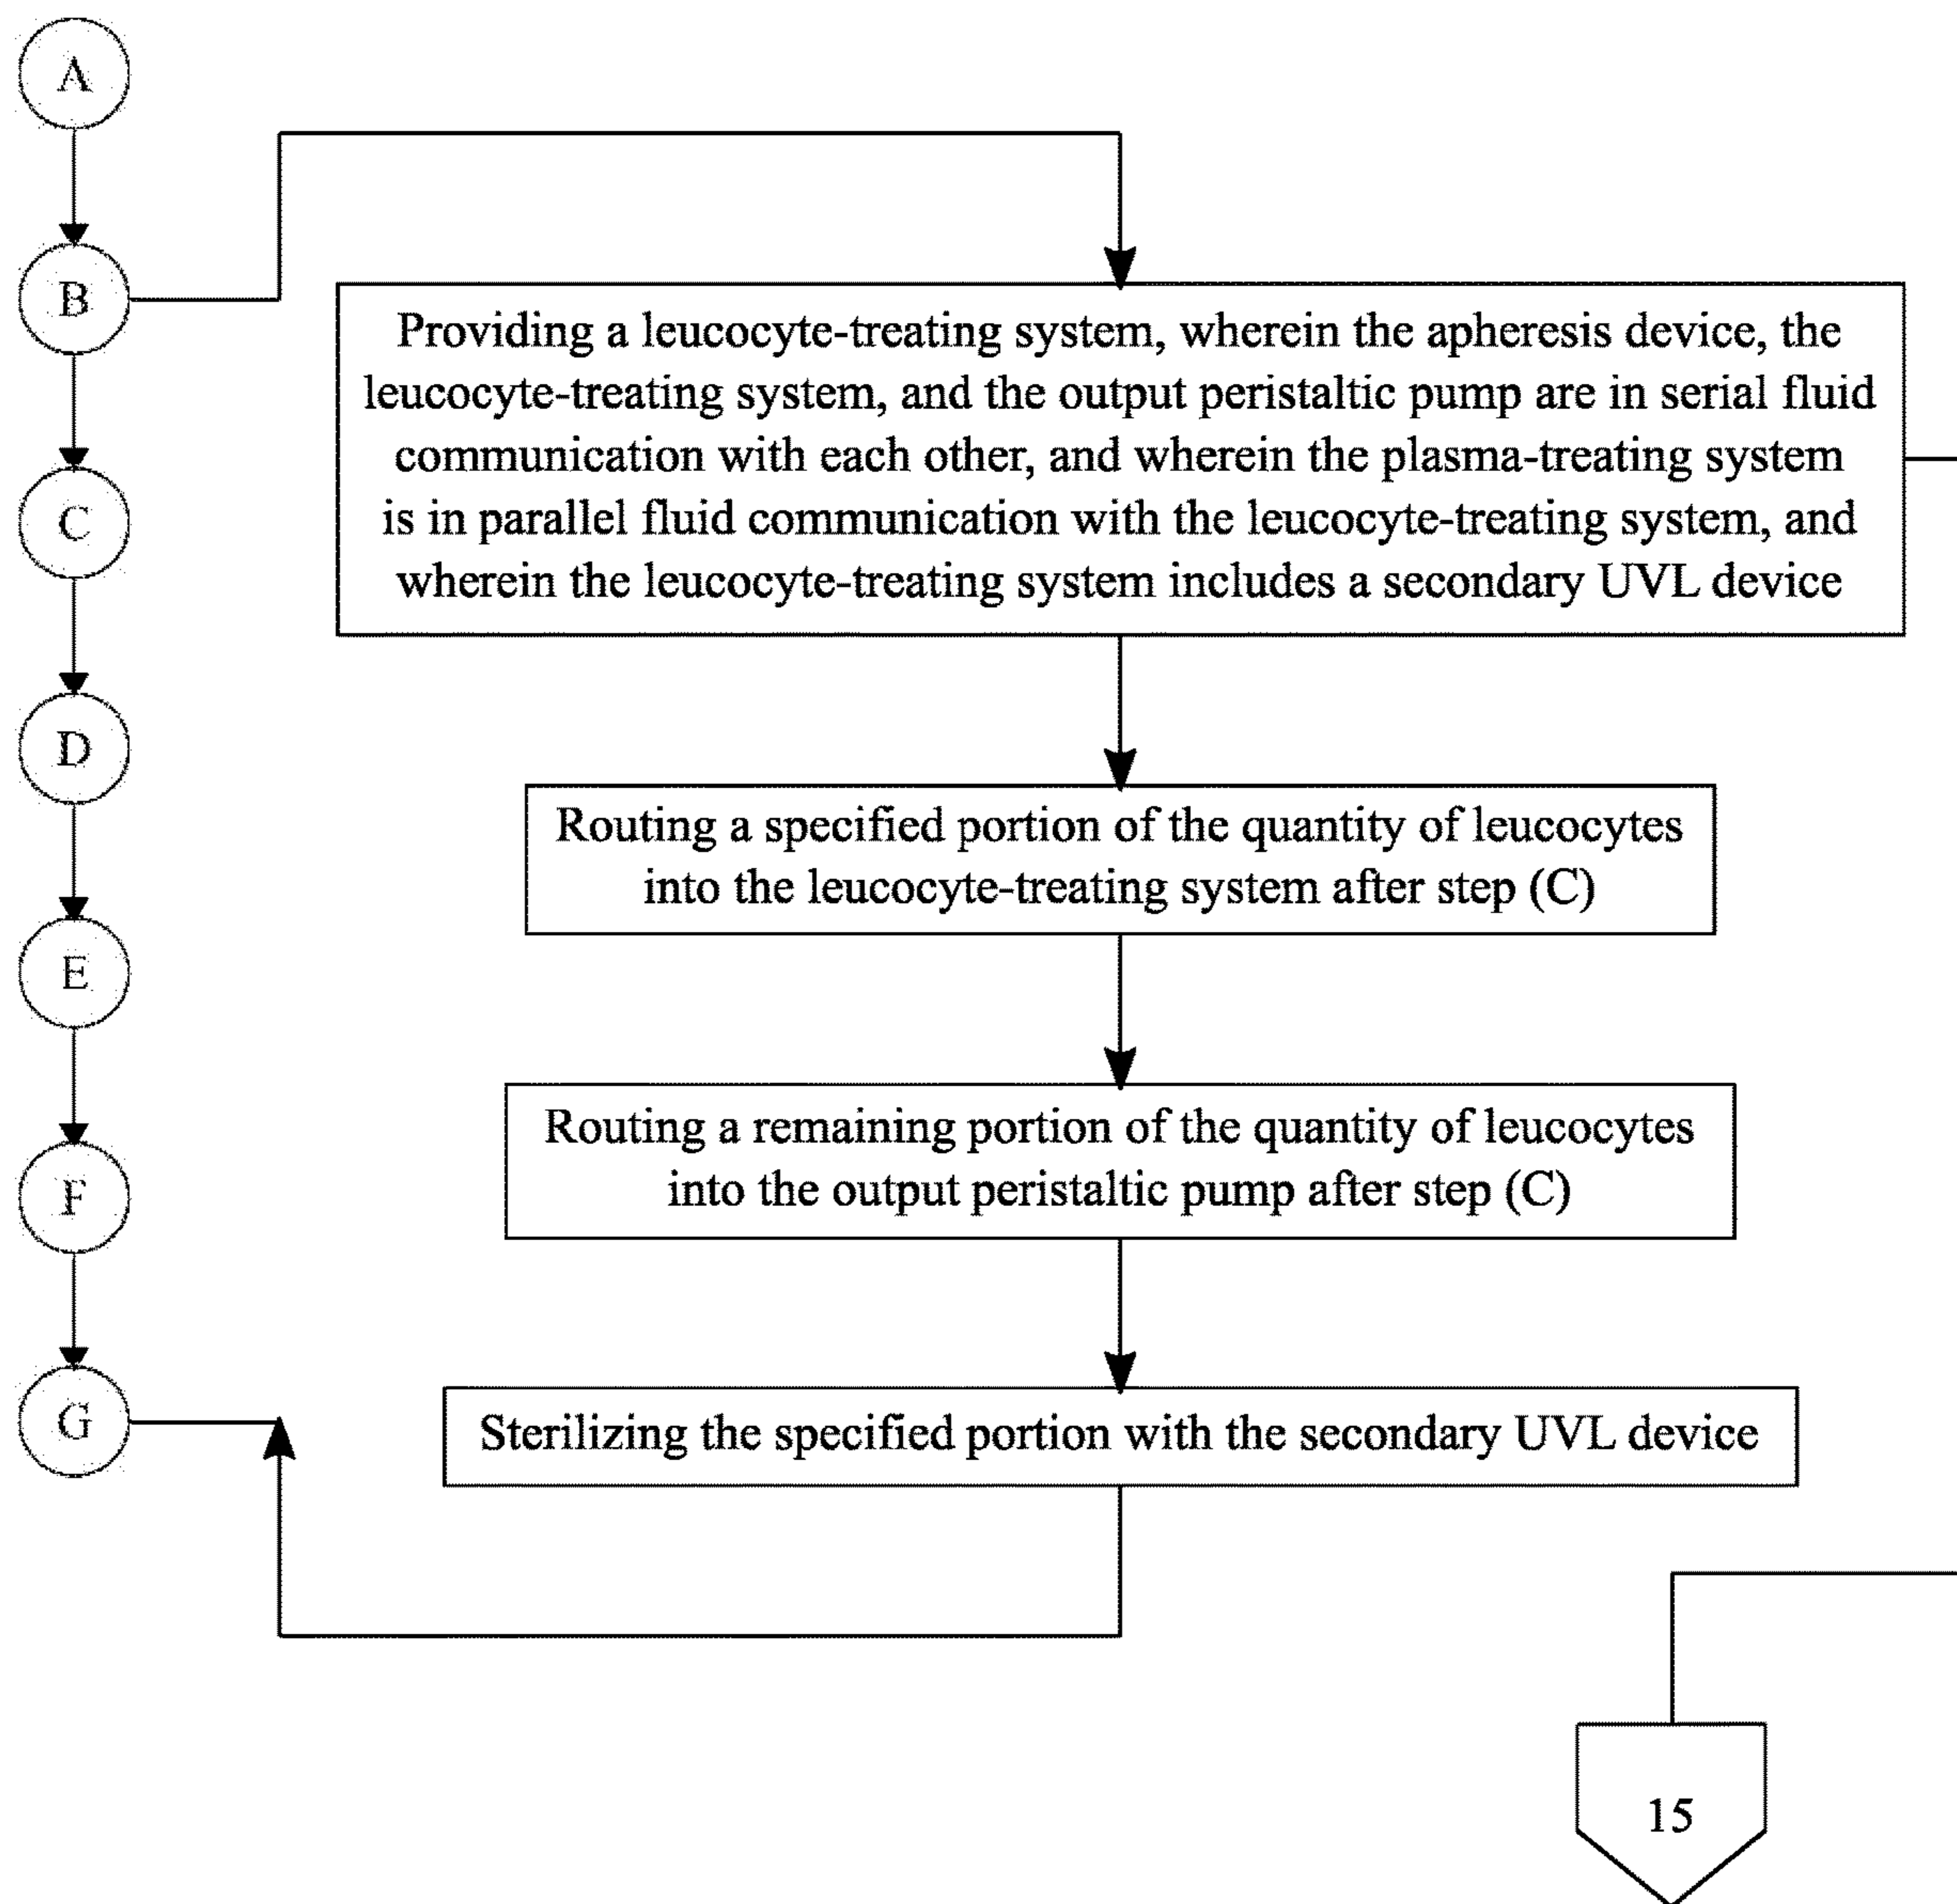 A
B
Providing a leucocyte-treating system, wherein the apheresis device, the
leucocyte-treating system, and the output peristaltic pump are in serial fluid
communication with each other, and wherein the plasma-treating system
is in parallel fluid communication with the leucocyte-treating system, and
wherein the leucocyte-treating system includes a secondary UVL device
C
D
Routing a specified portion of the quantity of leucocytes
into the leucocyte-treating system after step (C)
E
Routing a remaining portion of the quantity of leucocytes
into the output peristaltic pump after step (C)
F
G
Sterilizing the specified portion with the secondary UVL device
15